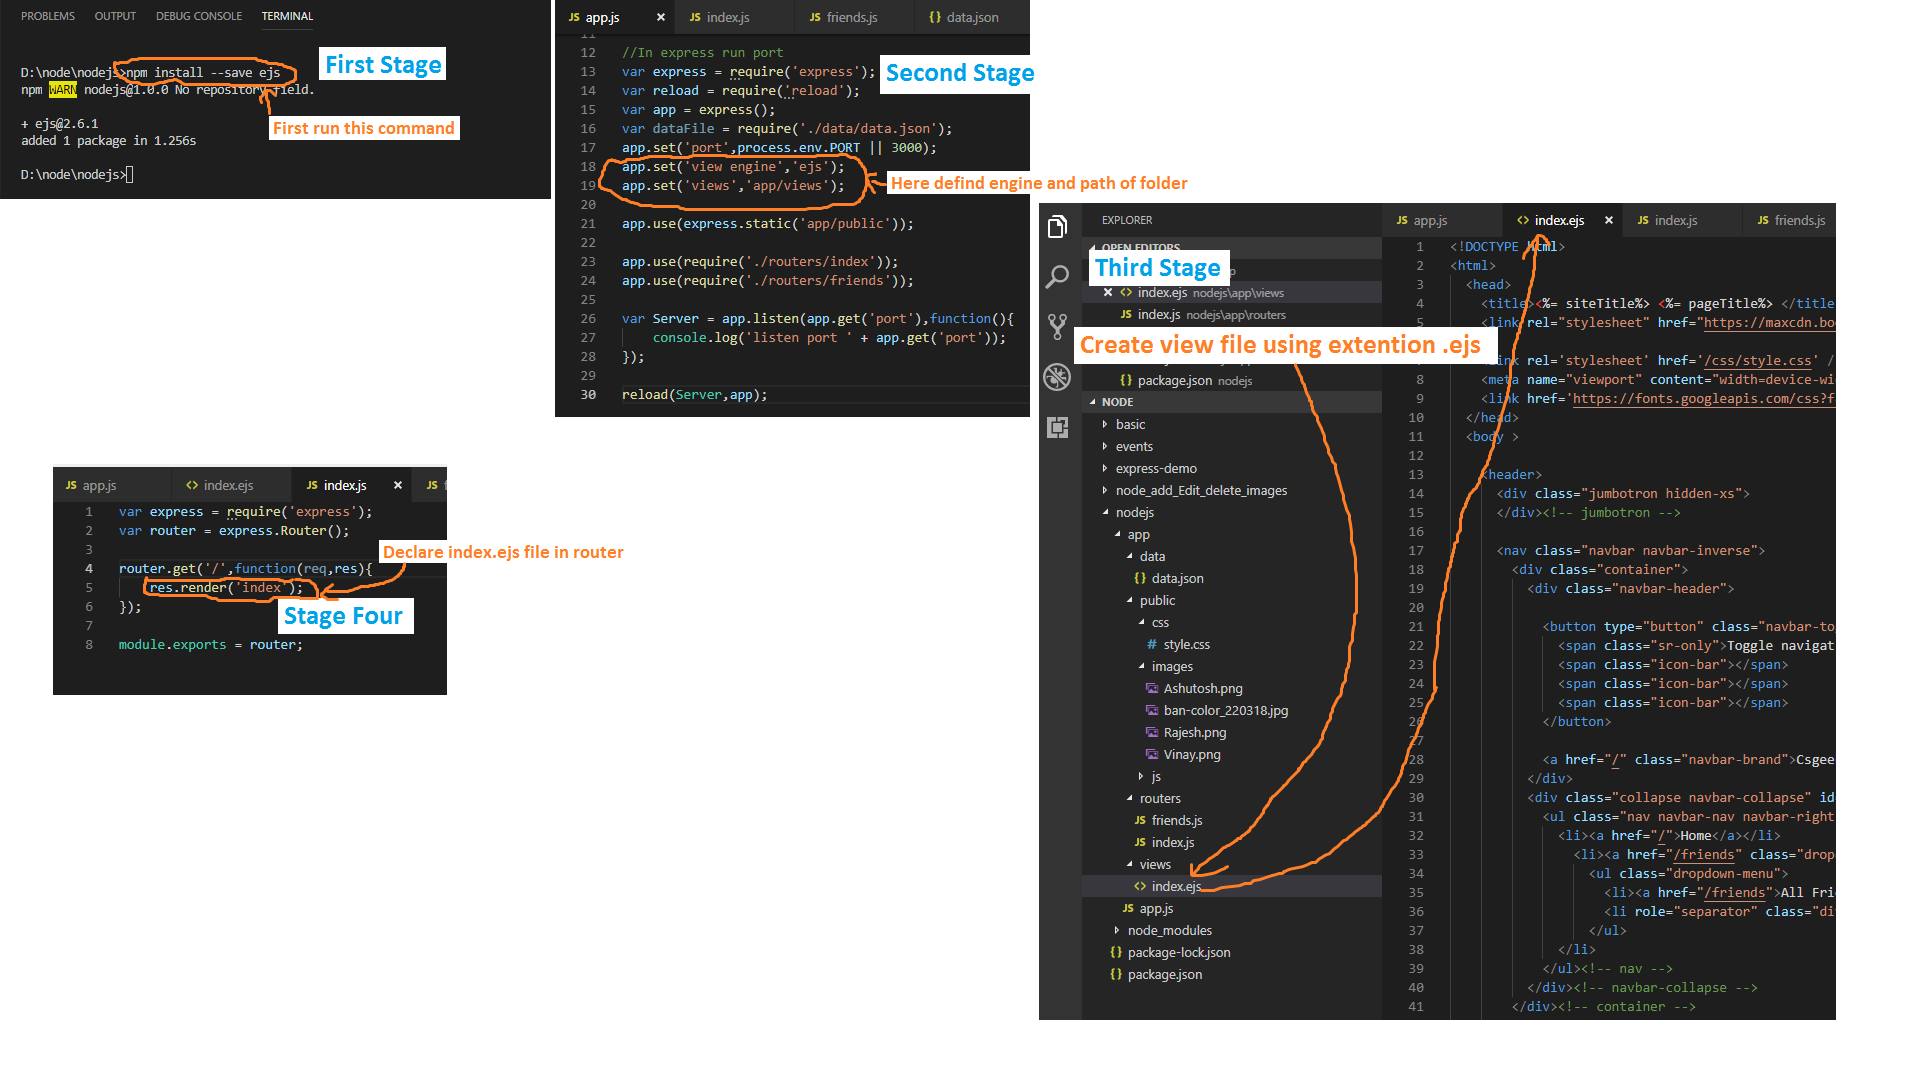 PROBLEMS OUTPUT DEBUG CONSOLE TERMINAL
D:\node\nodejs>npm install --save ejs
npm WARN nodejs@1.0.0 No repository field.
+ ejs@2.6.1
added 1 package in 1.256s
D:\node\nodejs>
First Stage
First run this command
JS app.js × JS index.js JS friends.js {} data.json
11
12 //In express run port
13 var express = require('express');
14 var reload = require('reload');
15 var app = express();
16 var dataFile = require('./data/data.json');
17 app.set('port',process.env.PORT || 3000);
18 app.set('view engine','ejs');
19 app.set('views','app/views');
20
21 app.use(express.static('app/public'));
22
23 app.use(require('./routers/index'));
24 app.use(require('./routers/friends'));
25
26 var Server = app.listen(app.get('port'),function(){
27 console.log('listen port ' + app.get('port'));
28 });
29
30 reload(Server,app);
Second Stage
Here defind engine and path of folder
JS app.js <> index.ejs JS index.js × JS
1 var express = require('express');
2 var router = express.Router();
3
4 router.get('/',function(req,res){
5 res.render('index');
6 });
7
8 module.exports = router;
Declare index.ejs file in router
Stage Four
EXPLORER
OPEN EDITORS
Third Stage
× <> index.ejs nodejs\app\views
JS index.js nodejs\app\routers
Create view file using extention .ejs
{} package.json nodejs
NODE
basic
events
express-demo
node_add_Edit_delete_images
nodejs
app
data
{} data.json
public
css
# style.css
images
Ashutosh.png
ban-color_220318.jpg
Rajesh.png
Vinay.png
js
routers
JS friends.js
JS index.js
views
<> index.ejs
JS app.js
node_modules
{} package-lock.json
{} package.json
JS app.js <> index.ejs × JS index.js JS friends.js
1 <!DOCTYPE html>
2 <html>
3 <head>
4 <title><%= siteTitle%> <%= pageTitle%> </title
5 <link rel="stylesheet" href="https://maxcdn.bo
rel='stylesheet' href='/css/style.css' /
8 <meta name="viewport" content="width=device-wi
9 <link href='https://fonts.googleapis.com/css?f
10 </head>
11 <body >
12
13 <header>
14 <div class="jumbotron hidden-xs">
15 </div><!-- jumbotron -->
16
17 <nav class="navbar navbar-inverse">
18 <div class="container">
19 <div class="navbar-header">
20
21 <button type="button" class="navbar-to
22 <span class="sr-only">Toggle navigat
23 <span class="icon-bar"></span>
24 <span class="icon-bar"></span>
25 <span class="icon-bar"></span>
26 </button>
27
28 <a href="/" class="navbar-brand">Csgee
29 </div>
30 <div class="collapse navbar-collapse" id
31 <ul class="nav navbar-nav navbar-right
32 <li><a href="/">Home</a></li>
33 <li><a href="/friends" class="drop
34 <ul class="dropdown-menu">
35 <li><a href="/friends">All Fri
36 <li role="separator" class="di
37 </ul>
38 </li>
39 </ul><!-- nav -->
40 </div><!-- navbar-collapse -->
41 </div><!-- container -->